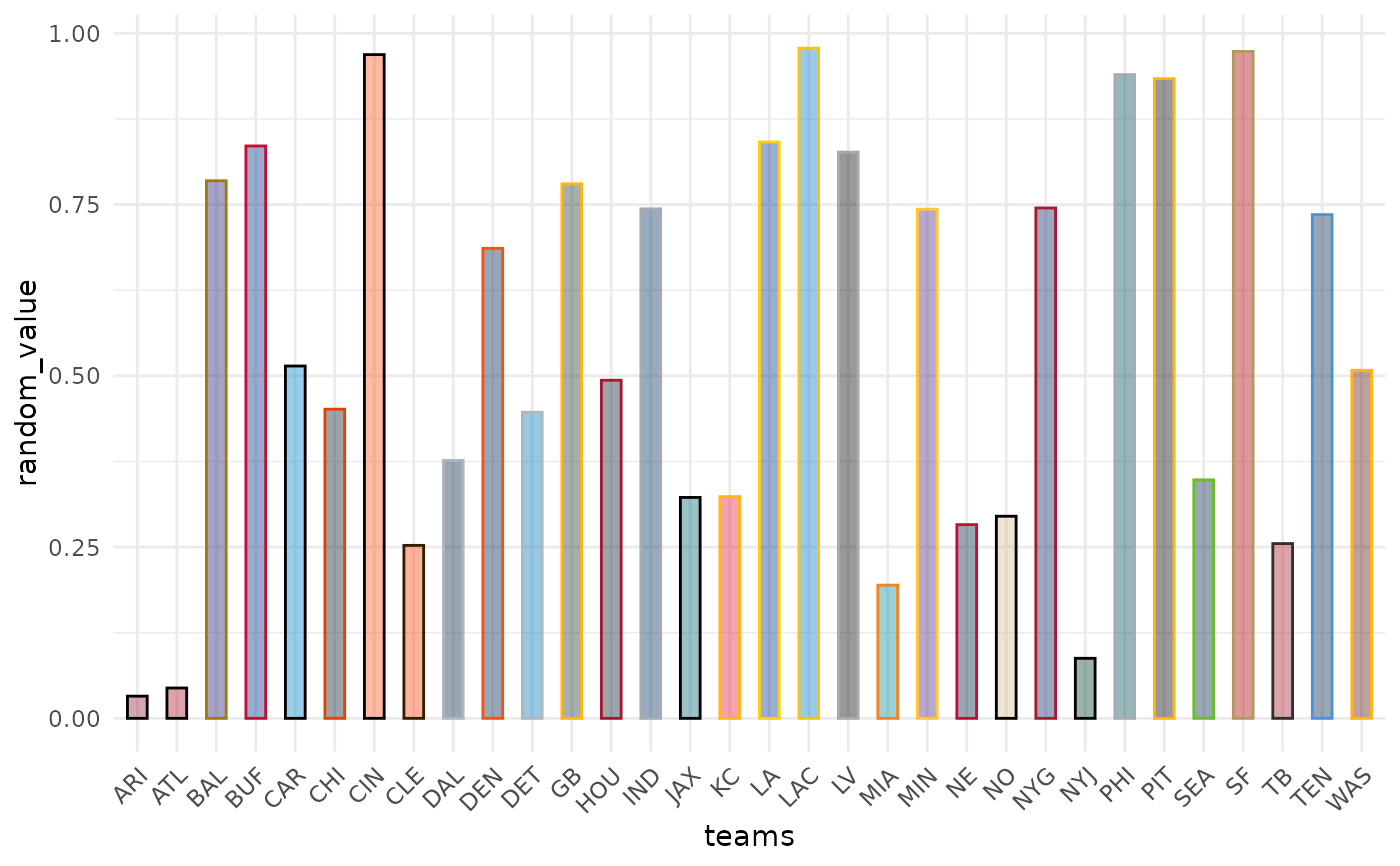 1.00
0.75
0.50
0.25
0.00
random_value
ARI ATL BAL BUF CAR CHI CIN CLE DAL DEN DET GB HOU IND JAX KC LA LAC LV MIA MIN NE NO NYG NYJ PHI PIT SEA SF TB TEN WAS
teams